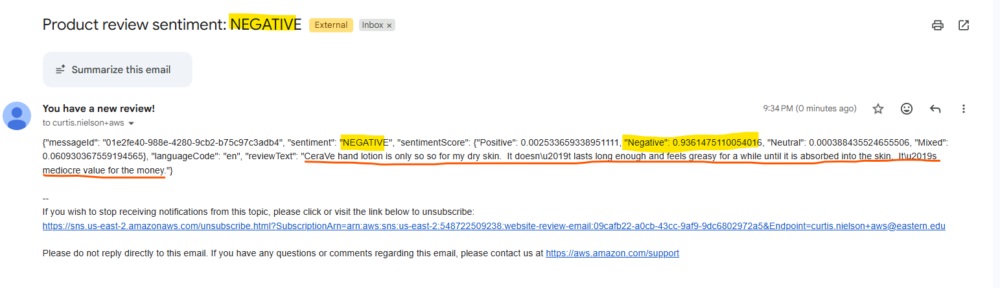 Product review sentiment: NEGATIVE External Inbox ×
Summarize this email
You have a new review! 9:34 PM (0 minutes ago)
to curtis.nielson+aws
{"messageId": "01e2fe40-988e-4280-9cb2-b75c97c3adb4", "sentiment": "NEGATIVE", "sentimentScore": {"Positive": 0.002533659338951111, "Negative": 0.9361475110054016, "Neutral": 0.000388435524655506, "Mixed":
0.060930367559194565}, "languageCode": "en", "reviewText": "CeraVe hand lotion is only so so for my dry skin.  It doesn\u2019t lasts long enough and feels greasy for a while until it is absorbed into the skin.  It\u2019s
mediocre value for the money."}
--
If you wish to stop receiving notifications from this topic, please click or visit the link below to unsubscribe:
https://sns.us-east-2.amazonaws.com/unsubscribe.html?SubscriptionArn=arn:aws:sns:us-east-2:548722509238:website-review-email:09cafb22-a0cb-43cc-9af9-9dc6802972a5&Endpoint=curtis.nielson+aws@eastern.edu
Please do not reply directly to this email. If you have any questions or comments regarding this email, please contact us at https://aws.amazon.com/support